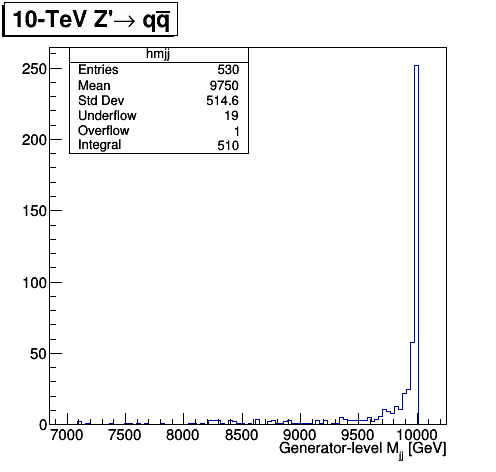 10-TeV Z'→ qq̅
hmjj
Entries 530
Mean 9750
Std Dev 514.6
Underflow 19
Overflow 1
Integral 510
250
200
150
100
50
0
7000 7500 8000 8500 9000 9500 10000
Generator-level Mjj [GeV]